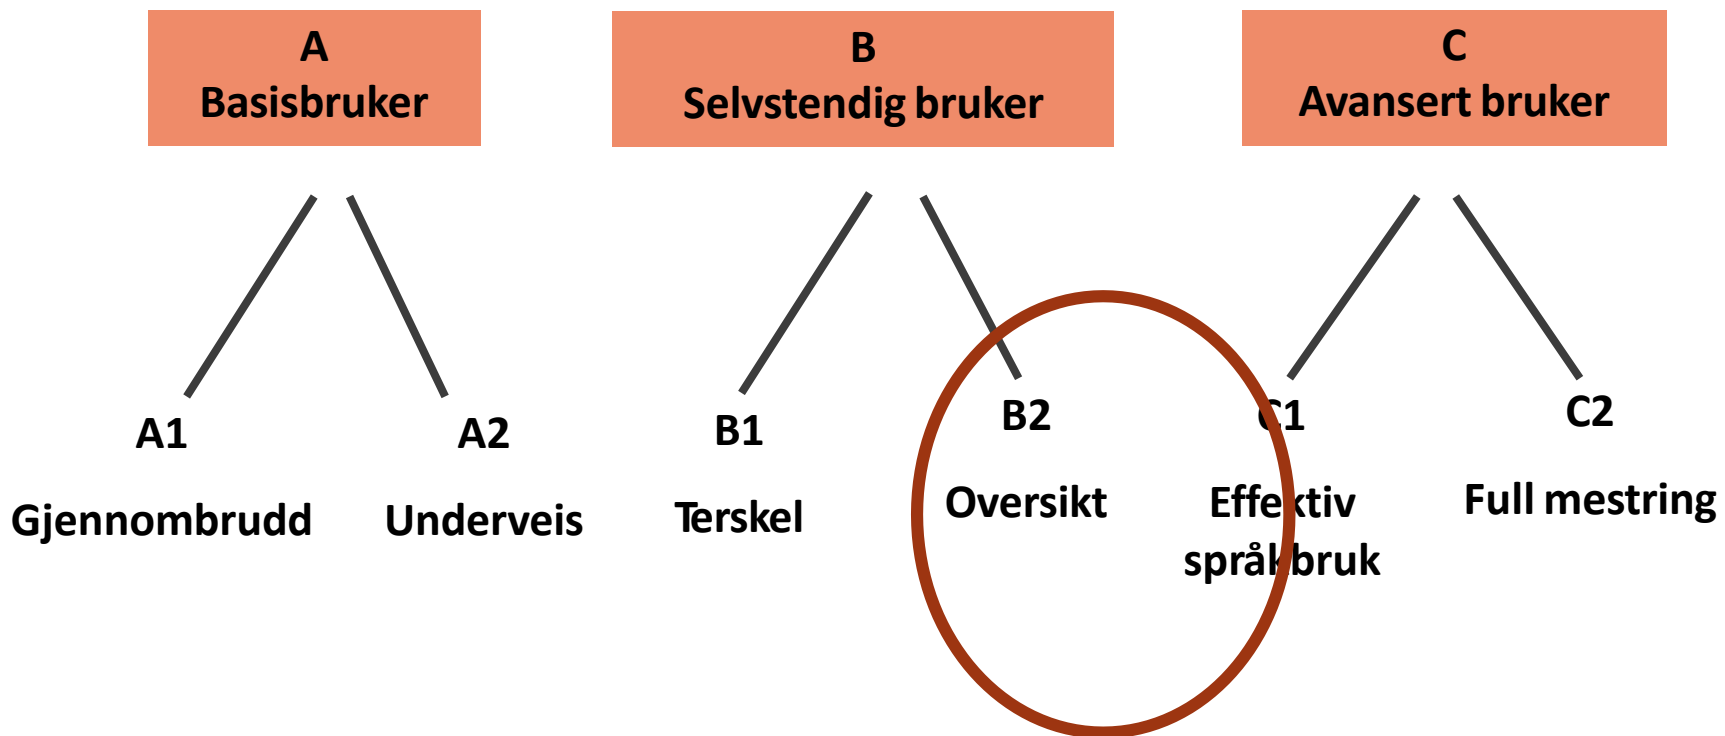 A
Basisbruker
B
Selvstendig bruker
C
Avansert bruker
A1
Gjennombrudd
A2
Underveis
B1
Terskel
B2
Oversikt
C1
Effektiv
språkbruk
C2
Full mestring